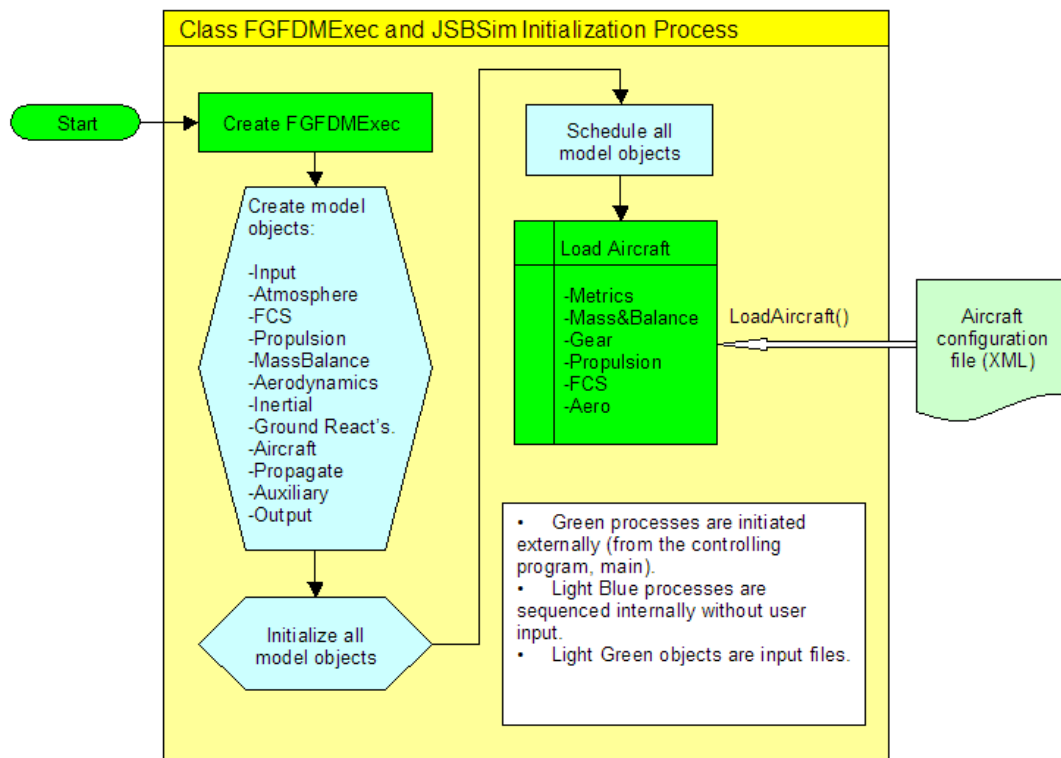 Class FGFDMExec and JSBSim Initialization Process
Start
Create FGFDMExec
Create model
objects:
-Input
-Atmosphere
-FCS
-Propulsion
-MassBalance
-Aerodynamics
-Inertial
-Ground React's.
-Aircraft
-Propagate
-Auxiliary
-Output
Initialize all
model objects
Schedule all
model objects
Load Aircraft
-Metrics
-Mass&Balance
-Gear
-Propulsion
-FCS
-Aero
LoadAircraft()
Aircraft
configuration
file (XML)
• Green processes are initiated
externally (from the controlling
program, main).
• Light Blue processes are
sequenced internally without user
input.
• Light Green objects are input files.